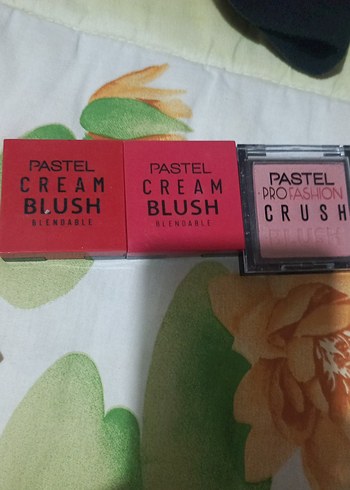 PASTEL
CREAM
BLUSH
BLENDABLE
PASTEL
CREAM
BLUSH
BLENDABLE
PASTEL
PROFASHION
CRUSH